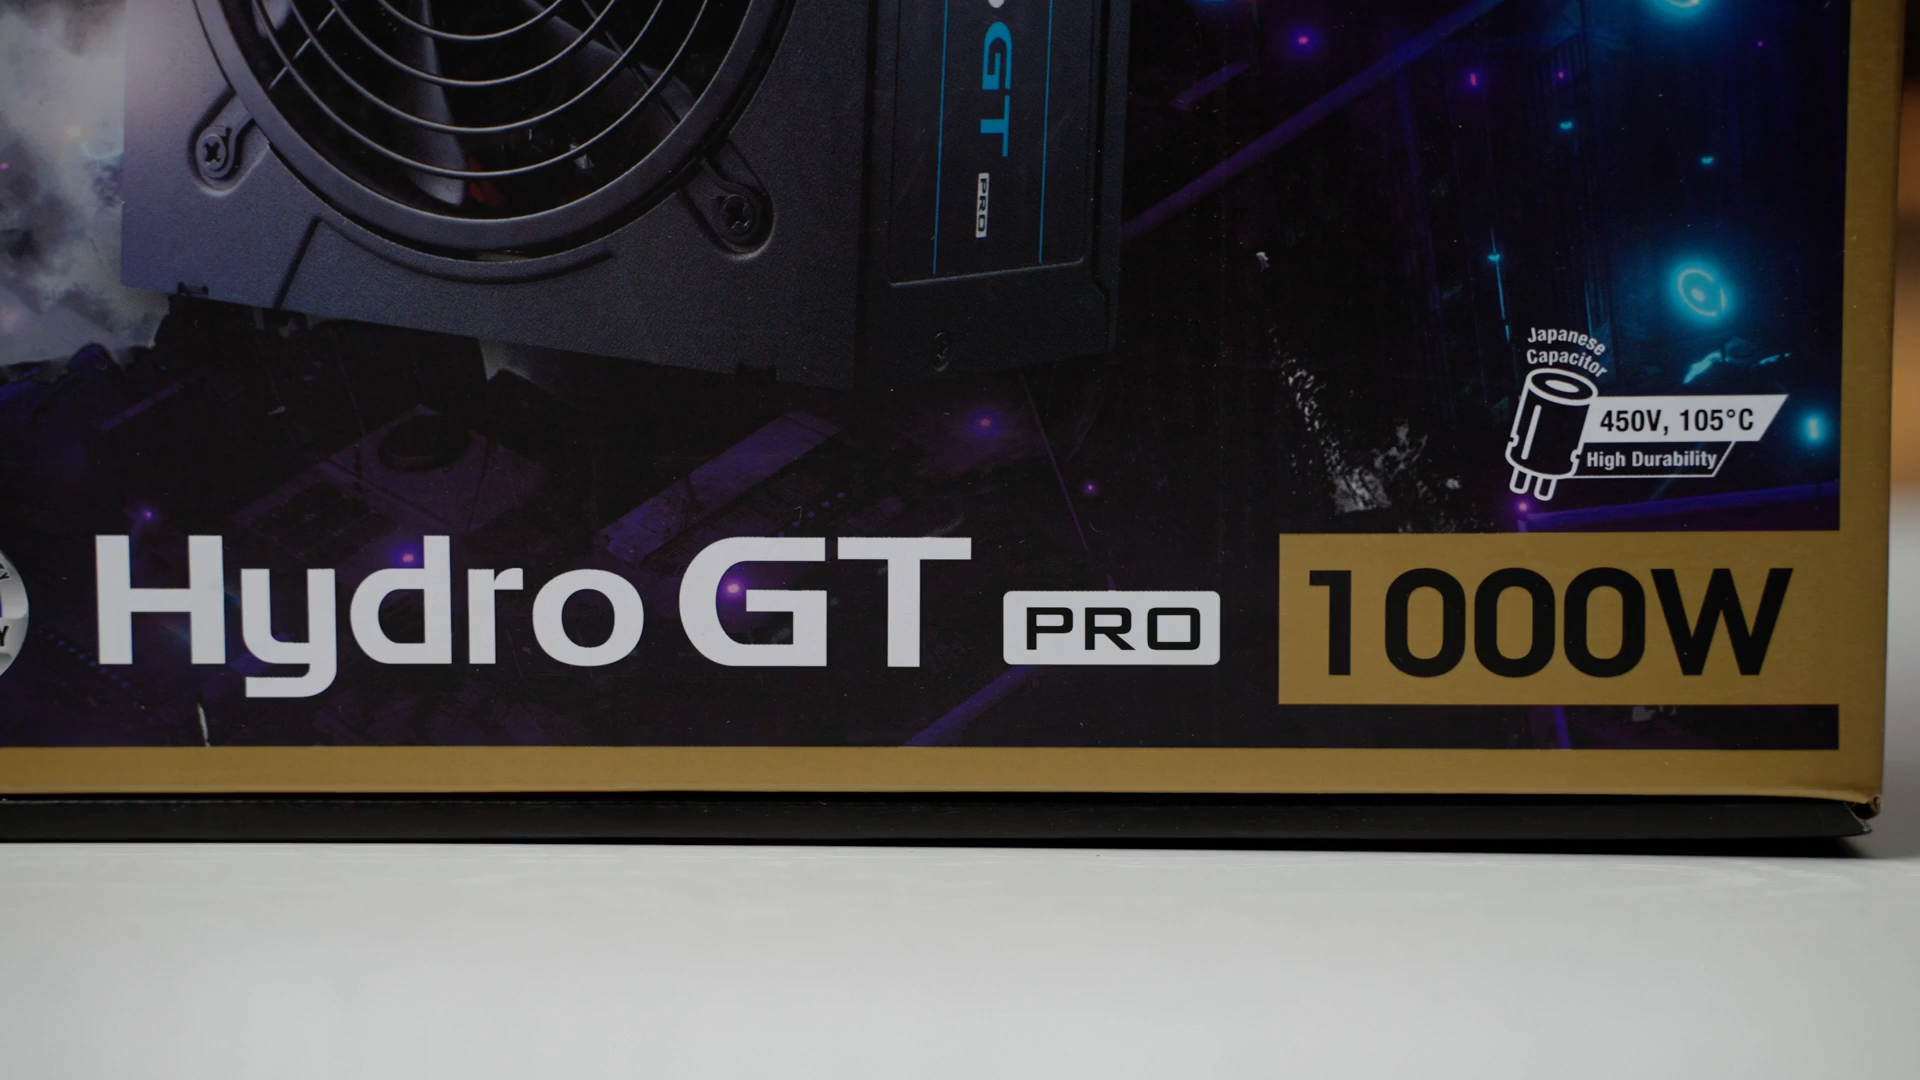 GT
PRO
Japanese
Capacitor
450V, 105°C
High Durability
Hydro GT PRO
1000W